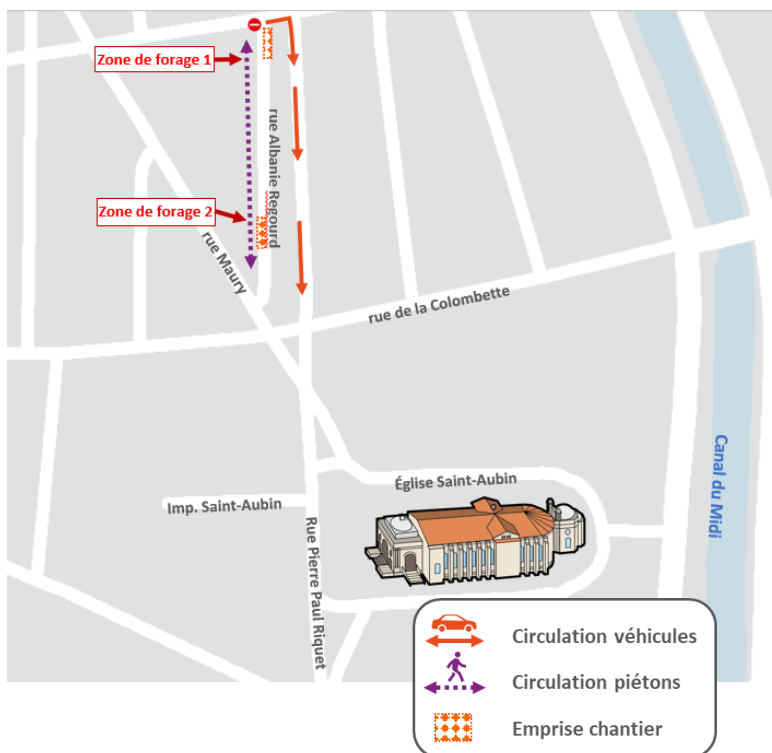 Zone de forage 1
rue Albanie Regourd
Zone de forage 2
rue Maury
rue de la Colombette
Canal du Midi
Église Saint-Aubin
Imp. Saint-Aubin
Rue Pierre Paul Riquet
Circulation véhicules
Circulation piétons
Emprise chantier